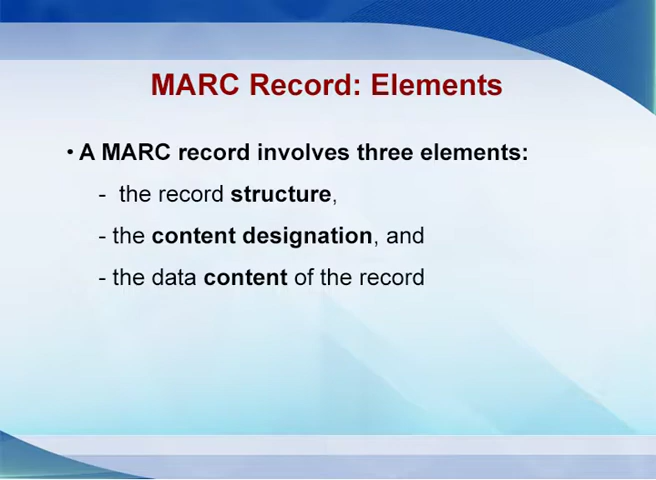 MARC Record: Elements
• A MARC record involves three elements:
- the record structure,
- the content designation, and
- the data content of the record